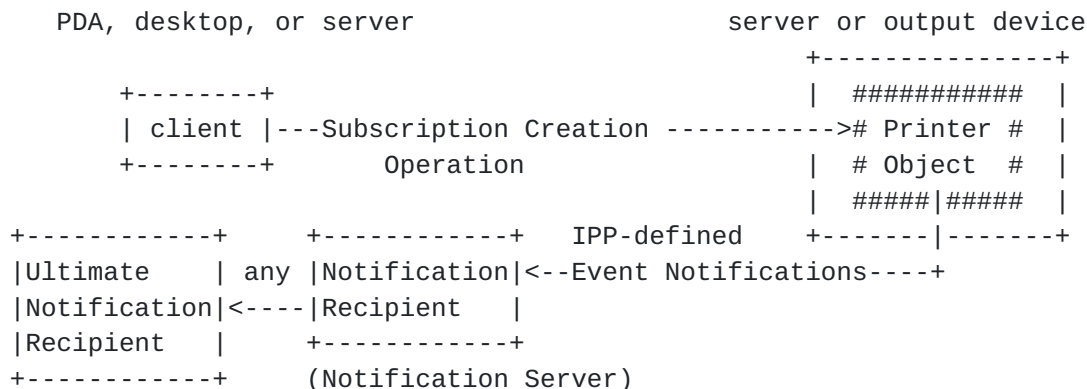 PDA, desktop, or server                          server or output device
                                                    +---------------+
       +--------+                                   |  ###########  |
       | client |---Subscription Creation -----------># Printer #  |
       +--------+       Operation                   |  # Object  #  |
                                                    |  #####|#####  |
+------------+     +------------+   IPP-defined     +-------|-------+
|Ultimate    | any |Notification|<--Event Notifications----+
|Notification|<----|Recipient   |
|Recipient   |     +------------+
+------------+     (Notification Server)